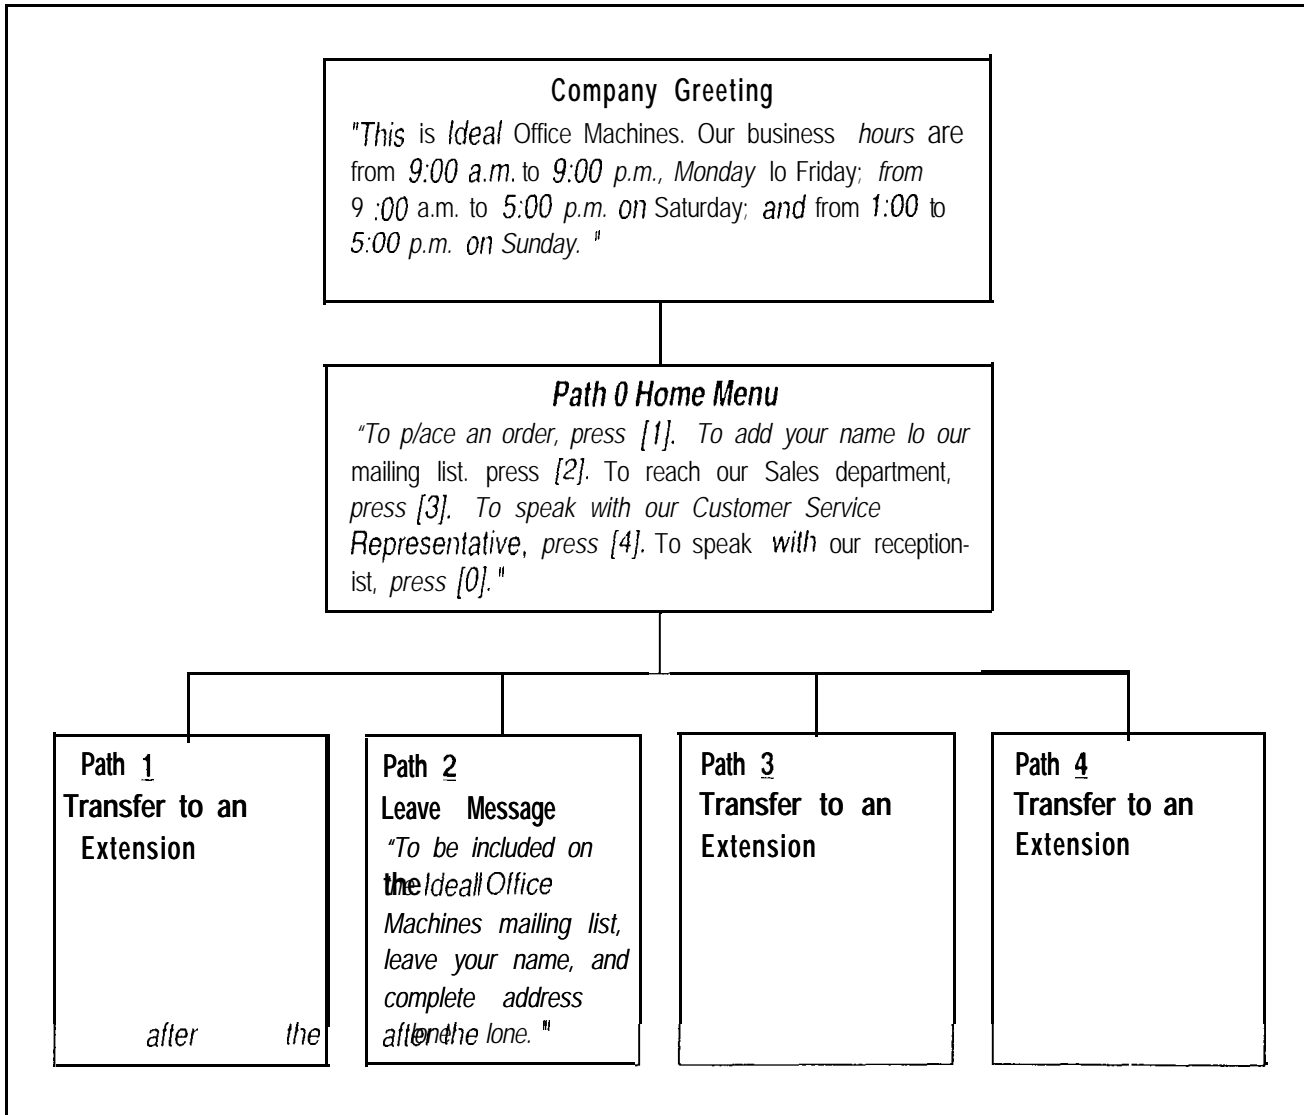 Company Greeting
"This is Ideal Office Machines. Our business hours are
from 9:00 a.m. to 9:00 p.m., Monday lo Friday; from
9 :00 a.m. to 5:00 p.m. on Saturday; and from 1:00 to
5:00 p.m. on Sunday. "
Path 0 Home Menu
"To p/ace an order, press [1]. To add your name lo our
mailing list. press [2]. To reach our Sales department,
press [3]. To speak with our Customer Service
Representative, press [4]. To speak with our reception-
ist, press [0]. "
Path 1
Transfer to an
Extension
after the
Path 2
Leave Message
"To be included on
the Ideal Office
Machines mailing list,
leave your name, and
complete address
after the lone. "
Path 3
Transfer to an
Extension
Path 4
Transfer to an
Extension